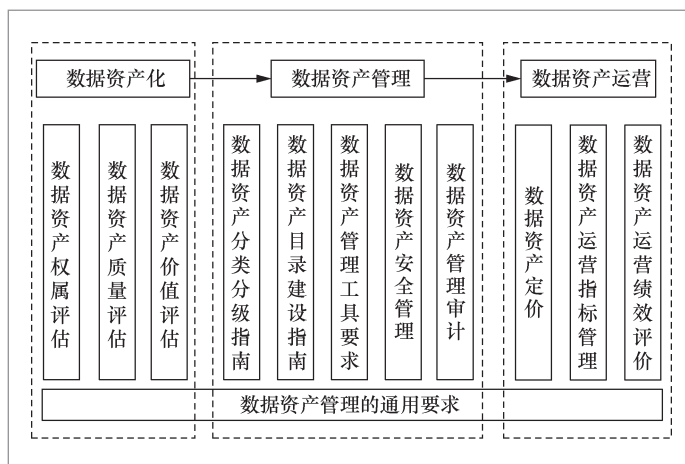 数据资产化
数据资产管理
数据资产运营
数据资产权属评估
数据资产质量评估
数据资产价值评估
数据资产分类分级指南
数据资产目录建设指南
数据资产管理工具要求
数据资产安全管理
数据资产管理审计
数据资产定价
数据资产运营指标管理
数据资产运营绩效评价
数据资产管理的通用要求